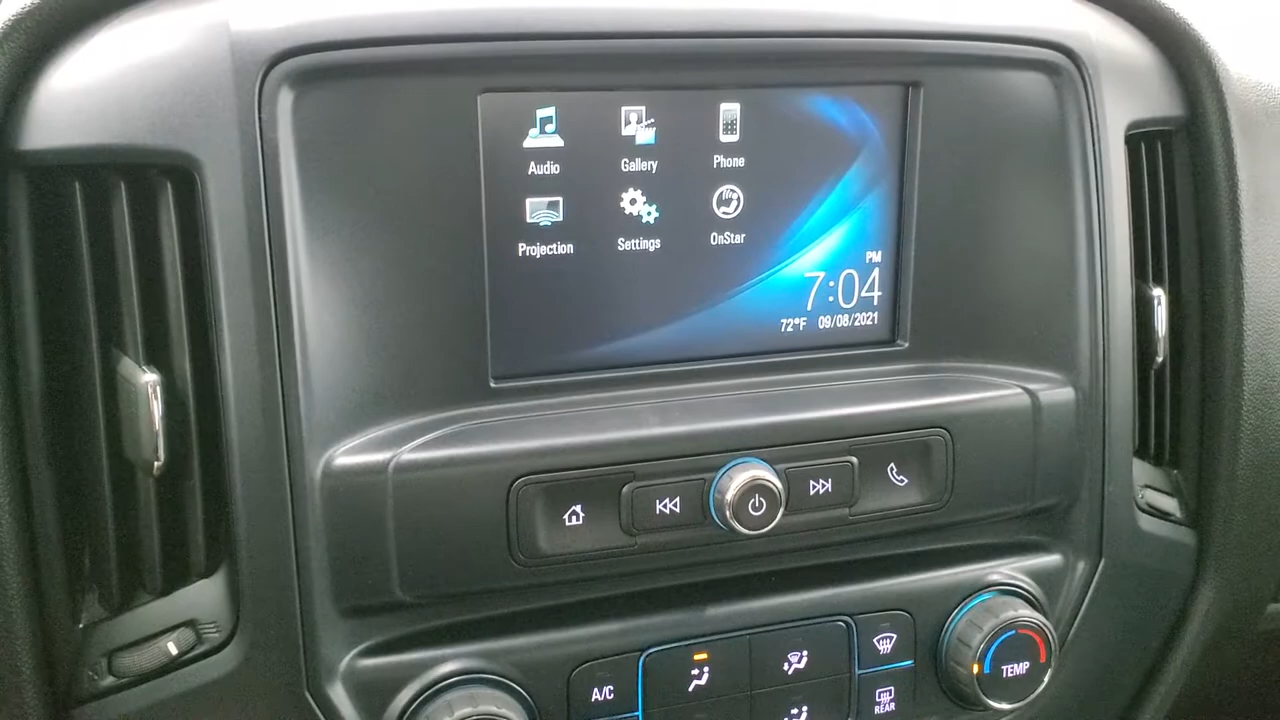 Audio
Gallery
Phone
Projection
Settings
OnStar
PM
7:04
72°F 09/08/2021
A/C
REAR
TEMP